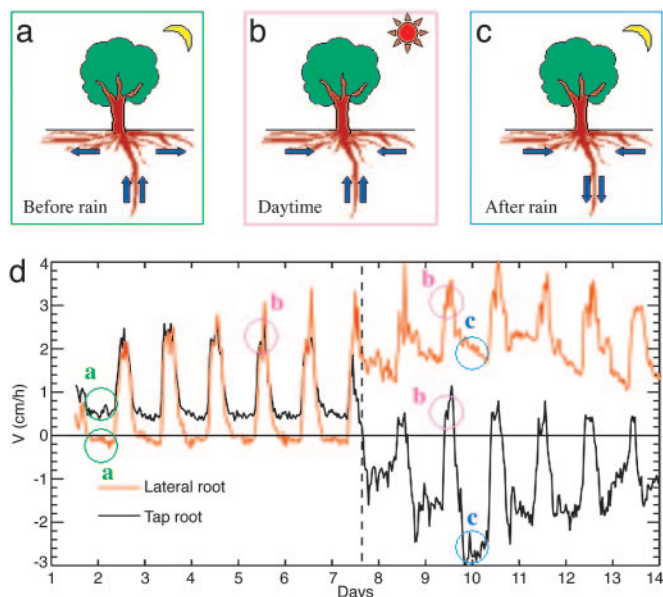 a
b
c
Before rain
Daytime
After rain
d
4
3
2
1
0
-1
-2
-3
V (cm/h)
a
a
b
b
c
b
c
Lateral root
Tap root
1 2 3 4 5 6 7 8 9 10 11 12 13 14
Days